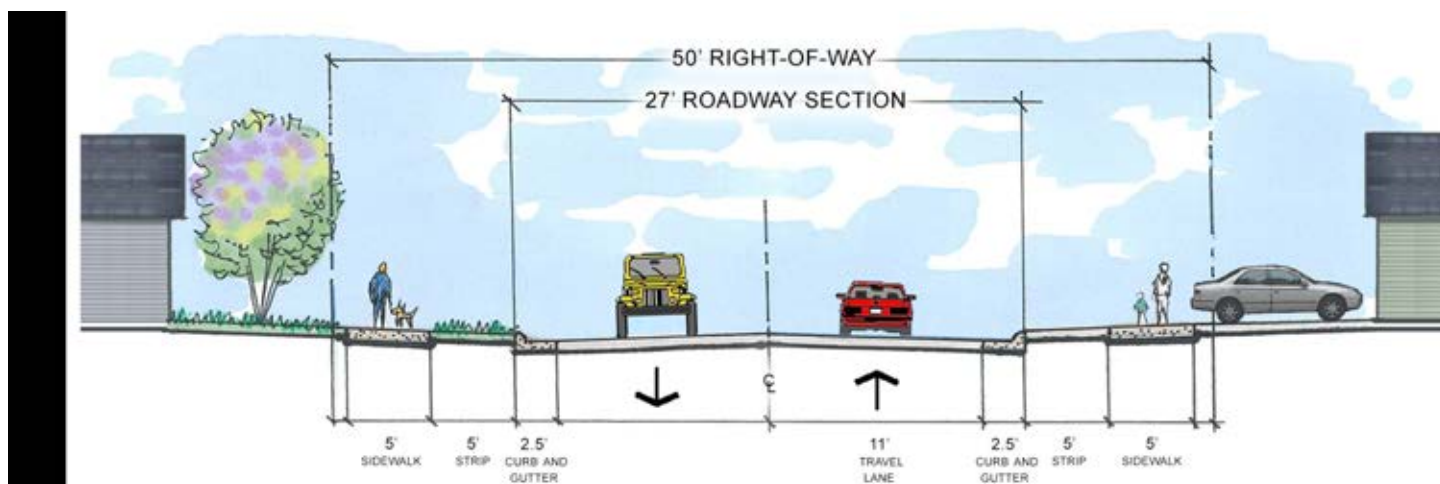 50' RIGHT-OF-WAY
27' ROADWAY SECTION
℄
5'
SIDEWALK
5'
STRIP
2.5'
CURB AND
GUTTER
11'
TRAVEL
LANE
2.5'
CURB AND
GUTTER
5'
STRIP
5'
SIDEWALK